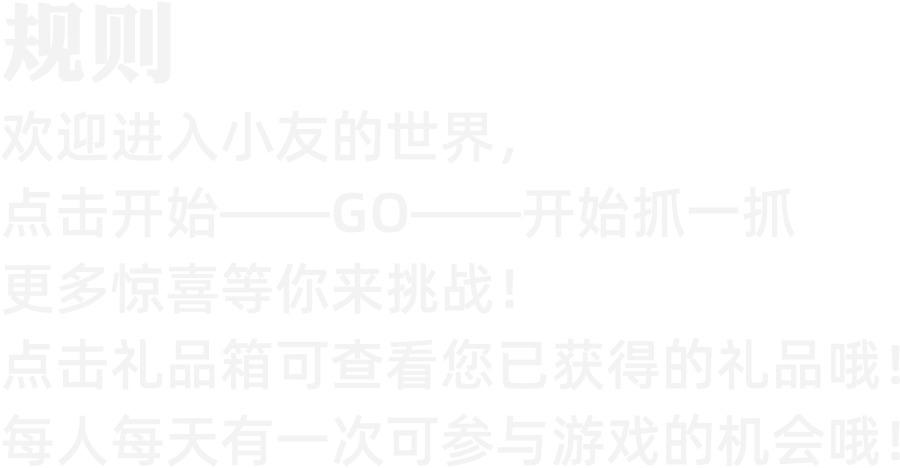 规则
欢迎进入小友的世界，
点击开始——GO——开始抓一抓
更多惊喜等你来挑战！
点击礼品箱可查看您已获得的礼品哦！
每人每天有一次可参与游戏的机会哦！